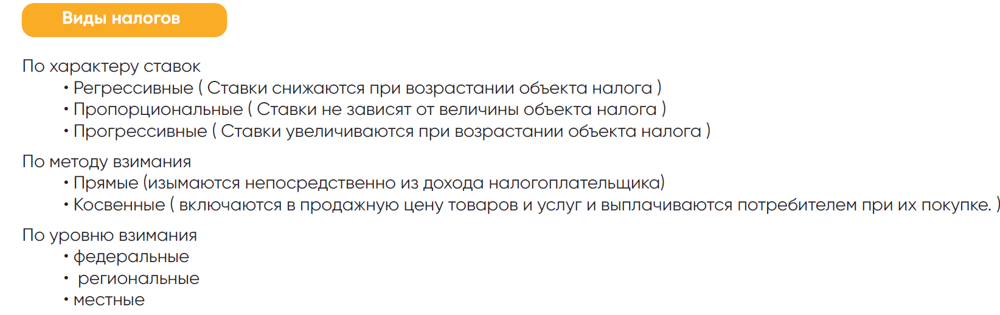 Виды налогов
По характеру ставок
• Регрессивные ( Ставки снижаются при возрастании объекта налога )
• Пропорциональные ( Ставки не зависят от величины объекта налога )
• Прогрессивные ( Ставки увеличиваются при возрастании объекта налога )
По методу взимания
• Прямые (изымаются непосредственно из дохода налогоплательщика)
• Косвенные ( включаются в продажную цену товаров и услуг и выплачиваются потребителем при их покупке. )
По уровню взимания
• федеральные
• региональные
• местные